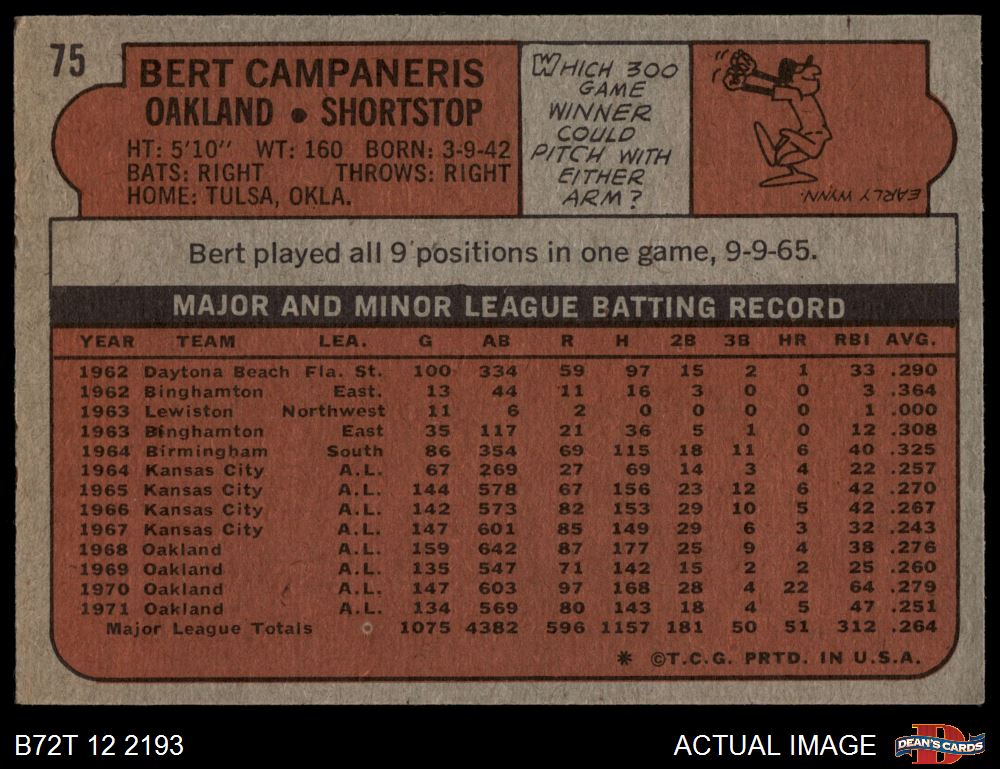 75
BERT CAMPANERIS
OAKLAND • SHORTSTOP
HT: 5'10" WT: 160 BORN: 3-9-42
BATS: RIGHT THROWS: RIGHT
HOME: TULSA, OKLA.
WHICH 300
GAME
WINNER
COULD
PITCH WITH
EITHER
ARM?
EARLY WYNN.
Bert played all 9 positions in one game, 9-9-65.
MAJOR AND MINOR LEAGUE BATTING RECORD
YEAR TEAM LEA. G AB R H 2B 3B HR RBI AVG.
1962 Daytona Beach Fla. St. 100 334 59 97 15 2 1 33 .290
1962 Binghamton East. 13 44 11 16 3 0 0 3 .364
1963 Lewiston Northwest 11 6 2 0 0 0 0 1 .000
1963 Binghamton East 35 117 21 36 5 1 0 12 .308
1964 Birmingham South 86 354 69 115 18 11 6 40 .325
1964 Kansas City A.L. 67 269 27 69 14 3 4 22 .257
1965 Kansas City A.L. 144 578 67 156 23 12 6 42 .270
1966 Kansas City A.L. 142 573 82 153 29 10 5 42 .267
1967 Kansas City A.L. 147 601 85 149 29 6 3 32 .243
1968 Oakland A.L. 159 642 87 177 25 9 4 38 .276
1969 Oakland A.L. 135 547 71 142 15 2 2 25 .260
1970 Oakland A.L. 147 603 97 168 28 4 22 64 .279
1971 Oakland A.L. 134 569 80 143 18 4 5 47 .251
Major League Totals 1075 4382 596 1157 181 50 51 312 .264
* ©T.C.G. PRTD. IN U.S.A.
B72T 12 2193
ACTUAL IMAGE
D
DEAN'S CARDS